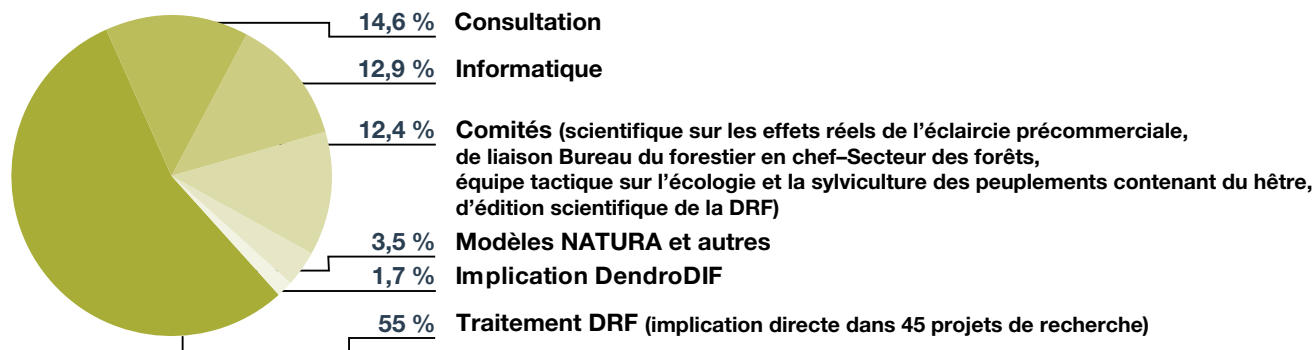 14,6 % Consultation
12,9 % Informatique
12,4 % Comités (scientifique sur les effets réels de l'éclaircie précommerciale,
de liaison Bureau du forestier en chef–Secteur des forêts,
équipe tactique sur l'écologie et la sylviculture des peuplements contenant du hêtre,
d'édition scientifique de la DRF)
3,5 % Modèles NATURA et autres
1,7 % Implication DendroDIF
55 % Traitement DRF (implication directe dans 45 projets de recherche)